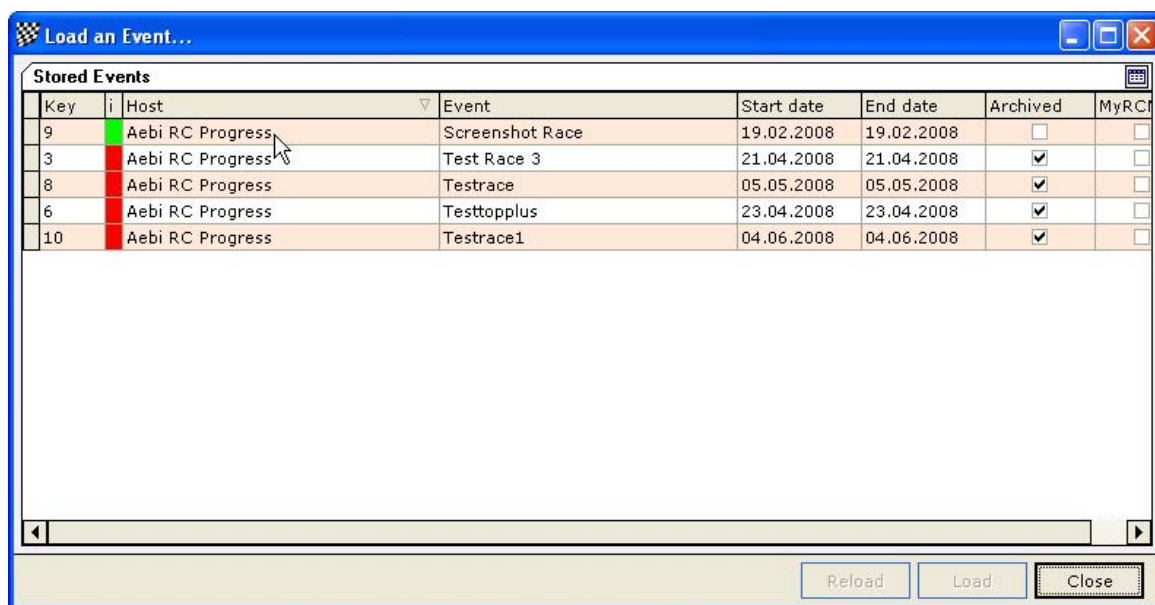 Load an Event...
Stored Events
Key i Host Event Start date End date Archived MyRC
9 Aebi RC Progress Screenshot Race 19.02.2008 19.02.2008
3 Aebi RC Progress Test Race 3 21.04.2008 21.04.2008
8 Aebi RC Progress Testrace 05.05.2008 05.05.2008
6 Aebi RC Progress Testtopplus 23.04.2008 23.04.2008
10 Aebi RC Progress Testrace1 04.06.2008 04.06.2008
Reload Load Close